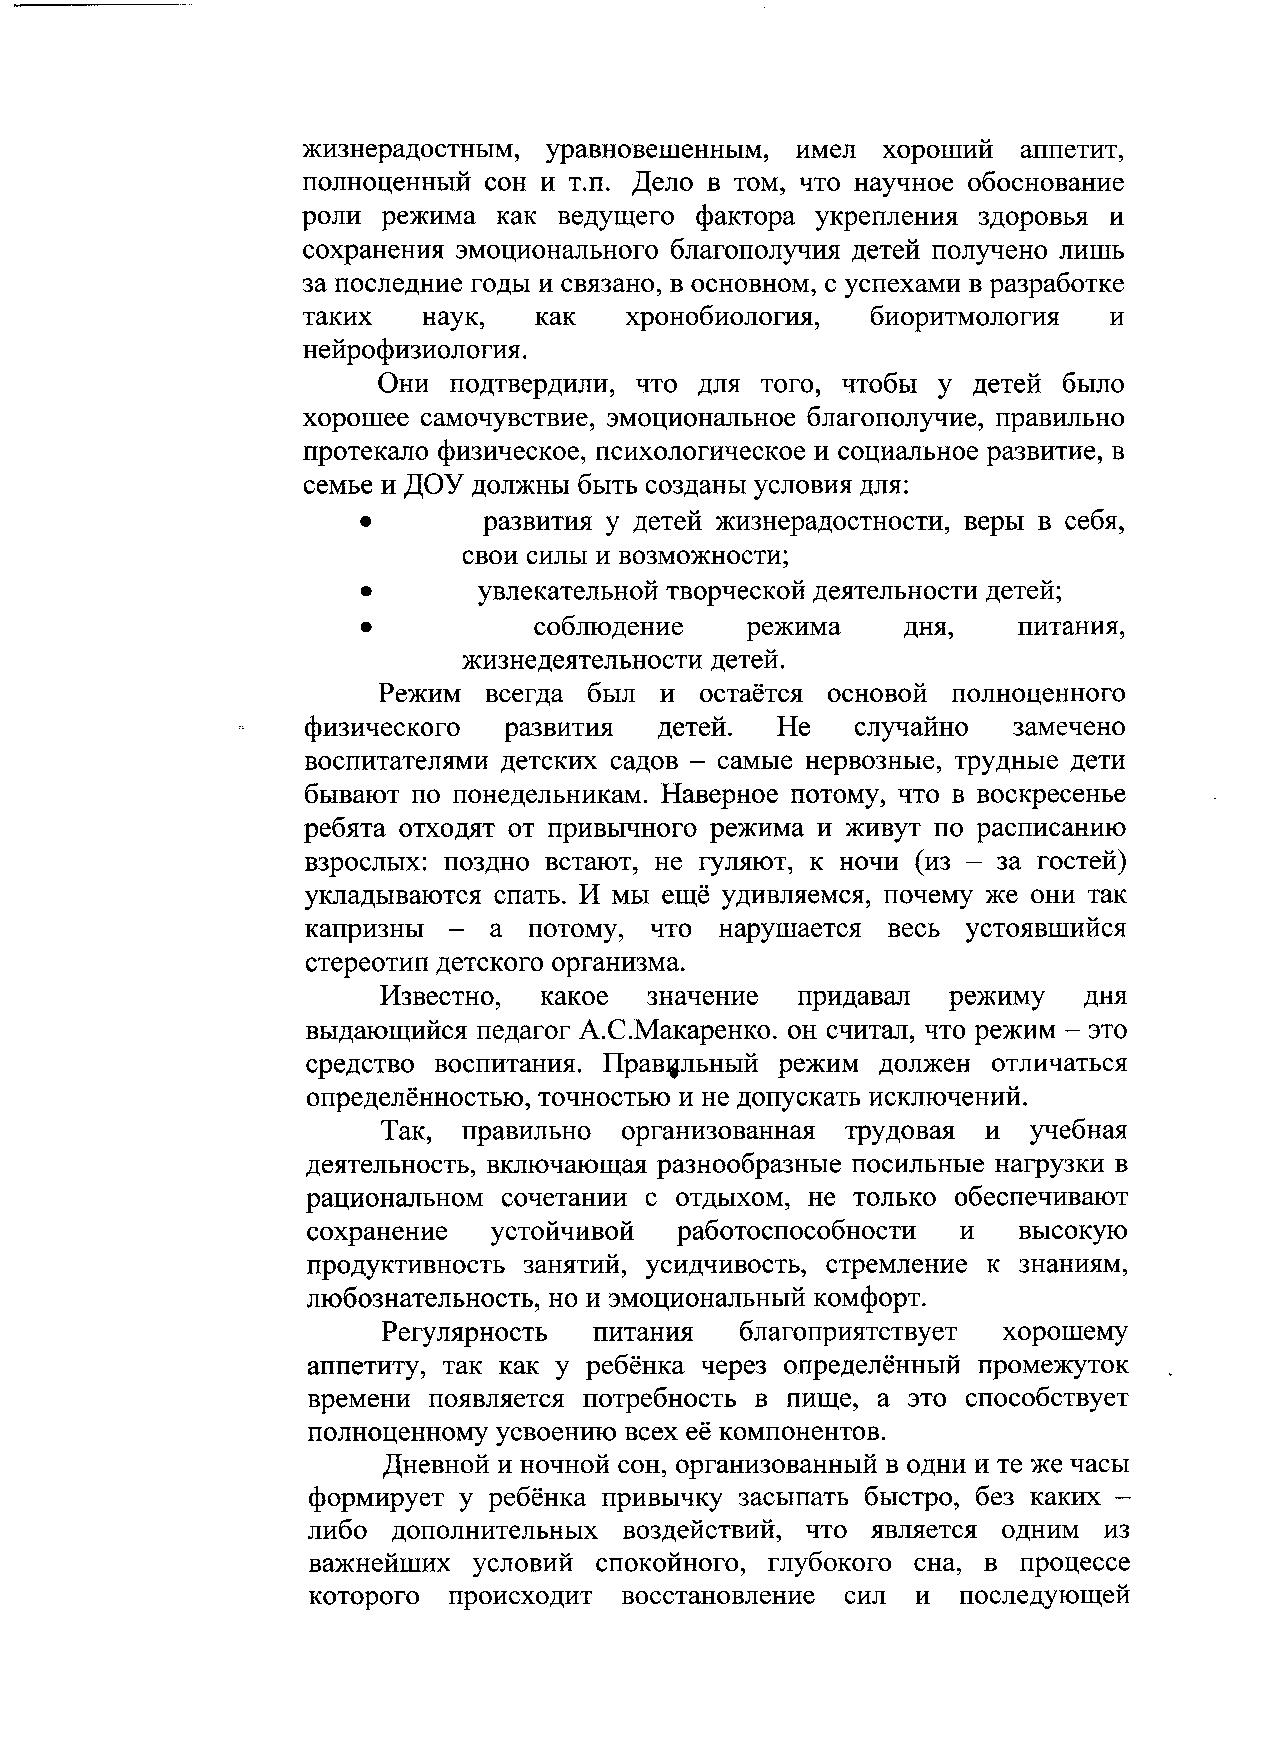 жизнерадостным, уравновешенным, имел хороший аппетит,
полноценный сон и т.п. Дело в том, что научное обоснование
роли режима как ведущего фактора укрепления здоровья и
сохранения эмоционального благополучия детей получено лишь
за последние годы и связано, в основном, с успехами в разработке
таких наук, как хронобиология, биоритмология и
нейрофизиология.
Они подтвердили, что для того, чтобы у детей было
хорошее самочувствие, эмоциональное благополучие, правильно
протекало физическое, психологическое и социальное развитие, в
семье и ДОУ должны быть созданы условия для:
• развития у детей жизнерадостности, веры в себя,
свои силы и возможности;
• увлекательной творческой деятельности детей;
• соблюдение режима дня, питания,
жизнедеятельности детей.
Режим всегда был и остаётся основой полноценного
физического развития детей. Не случайно замечено
воспитателями детских садов – самые нервозные, трудные дети
бывают по понедельникам. Наверное потому, что в воскресенье
ребята отходят от привычного режима и живут по расписанию
взрослых: поздно встают, не гуляют, к ночи (из – за гостей)
укладываются спать. И мы ещё удивляемся, почему же они так
капризны – а потому, что нарушается весь устоявшийся
стереотип детского организма.
Известно, какое значение придавал режиму дня
выдающийся педагог А.С.Макаренко. он считал, что режим – это
средство воспитания. Правильный режим должен отличаться
определённостью, точностью и не допускать исключений.
Так, правильно организованная трудовая и учебная
деятельность, включающая разнообразные посильные нагрузки в
рациональном сочетании с отдыхом, не только обеспечивают
сохранение устойчивой работоспособности и высокую
продуктивность занятий, усидчивость, стремление к знаниям,
любознательность, но и эмоциональный комфорт.
Регулярность питания благоприятствует хорошему
аппетиту, так как у ребёнка через определённый промежуток
времени появляется потребность в пище, а это способствует
полноценному усвоению всех её компонентов.
Дневной и ночной сон, организованный в одни и те же часы
формирует у ребёнка привычку засыпать быстро, без каких –
либо дополнительных воздействий, что является одним из
важнейших условий спокойного, глубокого сна, в процессе
которого происходит восстановление сил и последующей